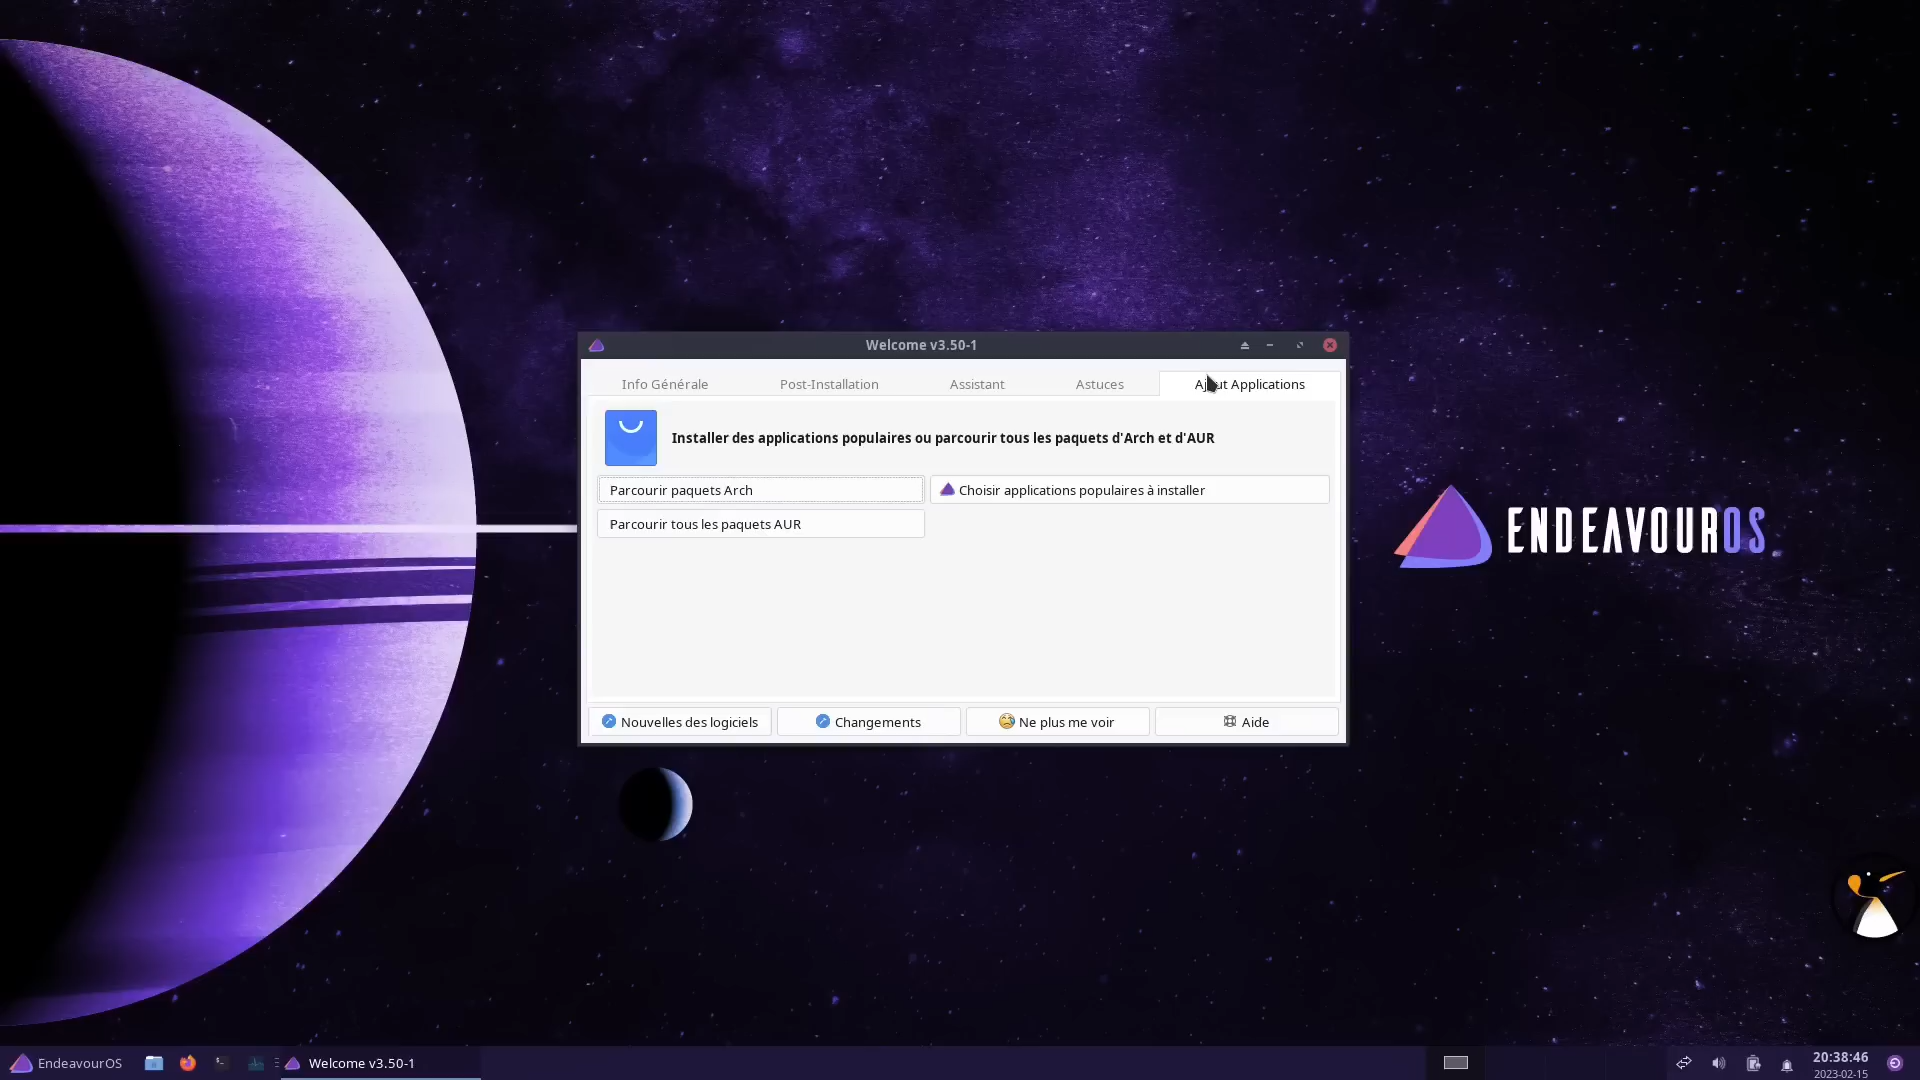 Welcome v3.50-1
Info Générale Post-Installation Assistant Astuces Ajout Applications
Installer des applications populaires ou parcourir tous les paquets d'Arch et d'AUR
Parcourir paquets Arch Choisir applications populaires à installer
Parcourir tous les paquets AUR
ENDEAVOUROS
Nouvelles des logiciels Changements Ne plus me voir Aide
EndeavourOS Welcome v3.50-1 20:38:46
2023-02-15